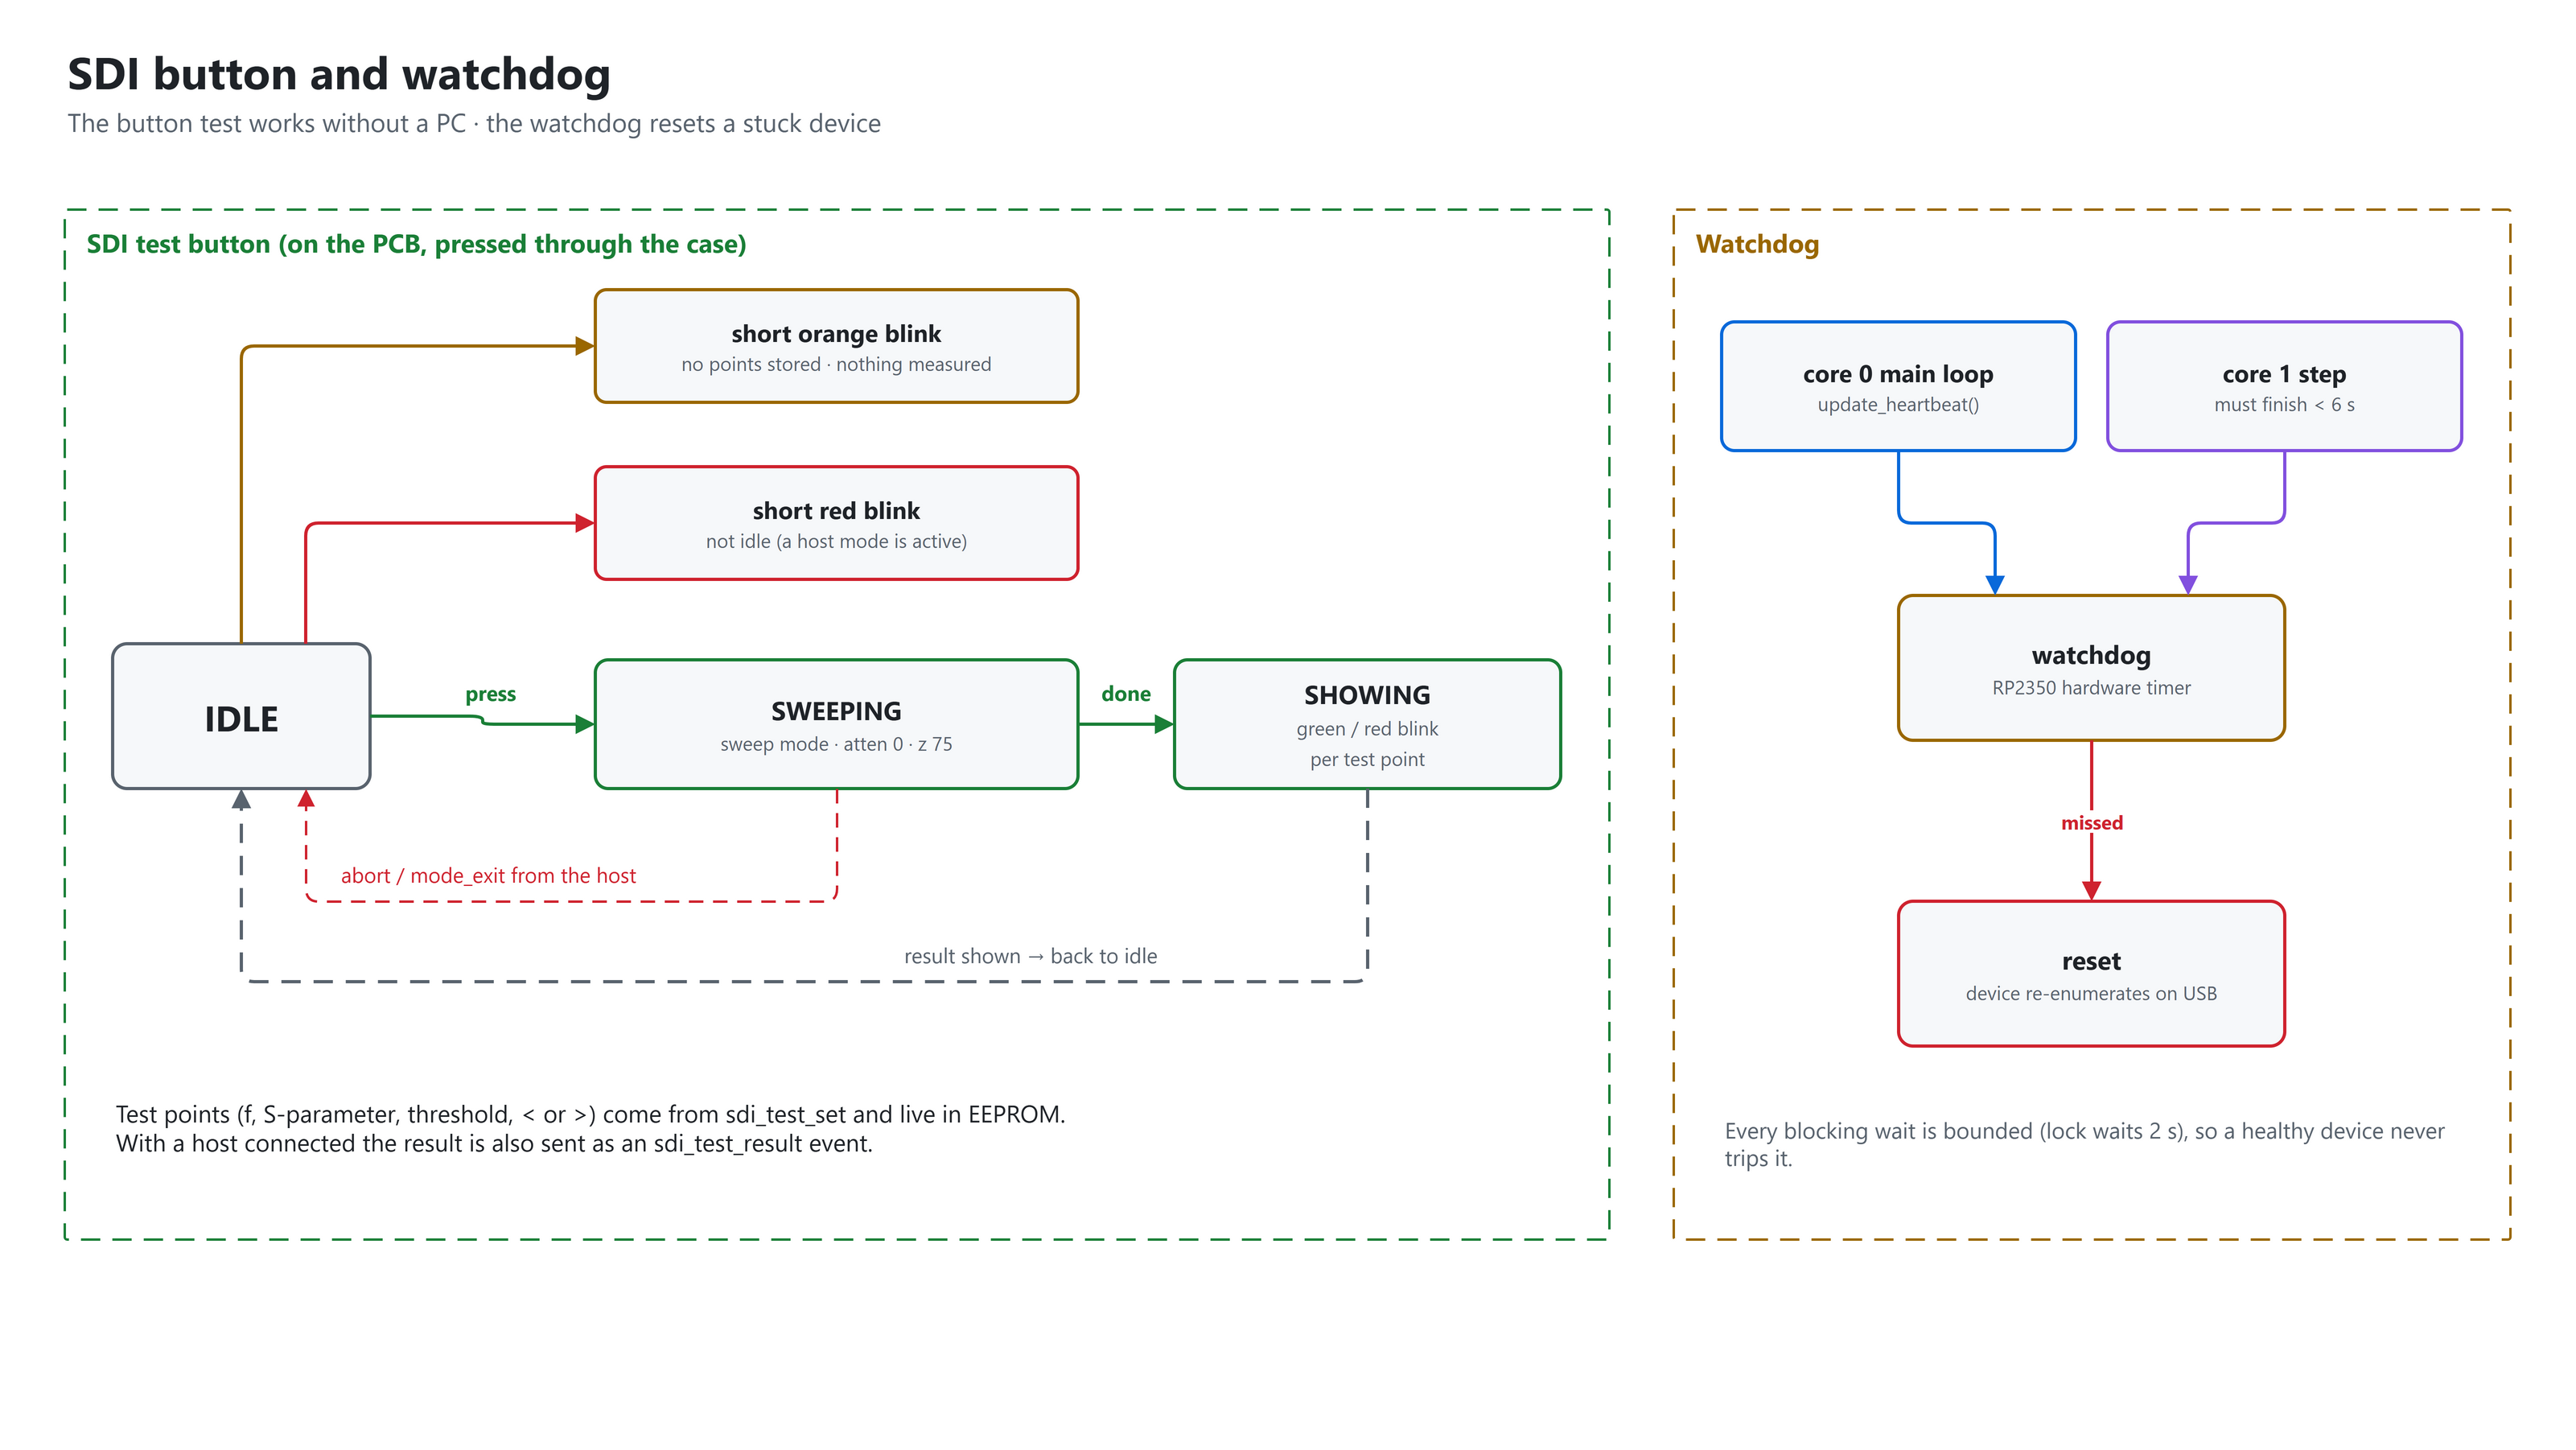 SDI button and watchdog
The button test works without a PC · the watchdog resets a stuck device
SDI test button (on the PCB, pressed through the case)
short orange blink
no points stored · nothing measured
short red blink
not idle (a host mode is active)
IDLE
press
SWEEPING
sweep mode · atten 0 · z 75
done
SHOWING
green / red blink
per test point
abort / mode_exit from the host
result shown → back to idle
Test points (f, S-parameter, threshold, < or >) come from sdi_test_set and live in EEPROM.
With a host connected the result is also sent as an sdi_test_result event.
Watchdog
core 0 main loop
update_heartbeat()
core 1 step
must finish < 6 s
watchdog
RP2350 hardware timer
missed
reset
device re-enumerates on USB
Every blocking wait is bounded (lock waits 2 s), so a healthy device never
trips it.